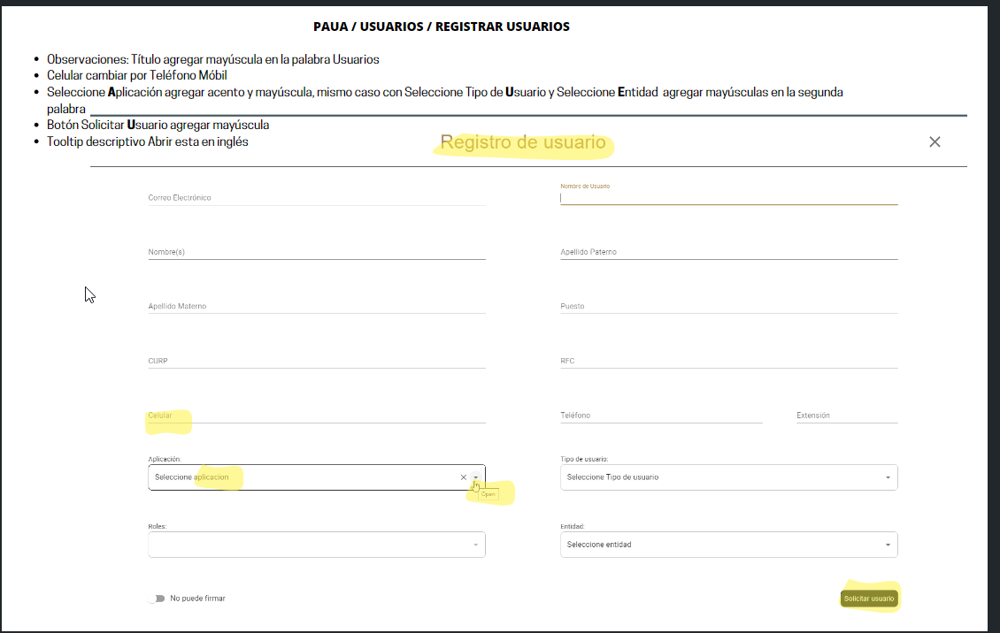 PAUA / USUARIOS / REGISTRAR USUARIOS
Observaciones: Título agregar mayúscula en la palabra Usuarios
Celular cambiar por Teléfono Móbil
Seleccione Aplicación agregar acento y mayúscula, mismo caso con Seleccione Tipo de Usuario y Seleccione Entidad agregar mayúsculas en la segunda
palabra
Botón Solicitar Usuario agregar mayúscula
Tooltip descriptivo Abrir esta en inglés
Registro de usuario
Correo Electrónico
Nombre de Usuario
Nombre(s)
Apellido Paterno
Apellido Materno
Puesto
CURP
RFC
Celular
Teléfono
Extensión
Aplicación:
Seleccione aplicacion
Open
Tipo de usuario:
Seleccione Tipo de usuario
Roles:
Entidad:
Seleccione entidad
No puede firmar
Solicitar usuario